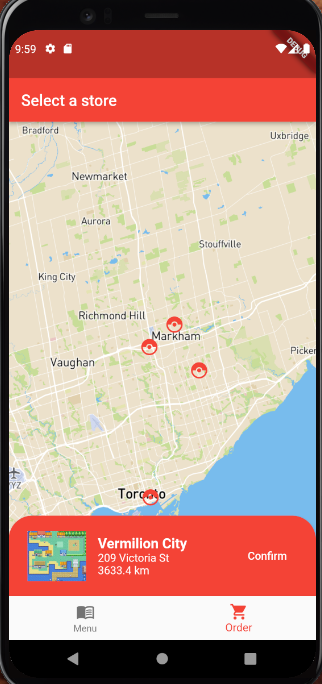 9:59
DEBUG
Select a store
Bradford
Uxbridge
Newmarket
Aurora
Stouffville
King City
Richmond Hill
Markham
Vaughan
Picker
YZ
Toronto
Vermilion City
209 Victoria St
3633.4 km
Confirm
Menu
Order